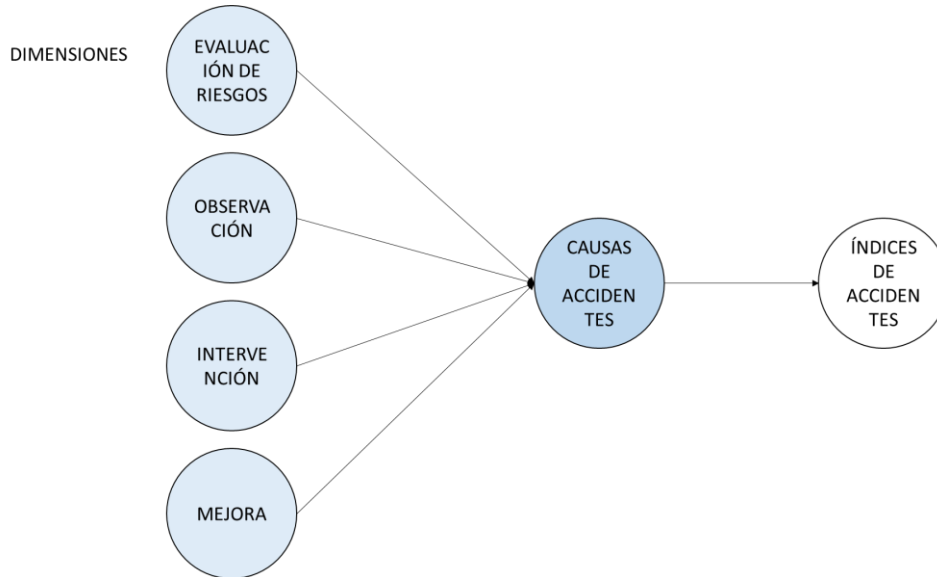 DIMENSIONES
EVALUAC
IÓN DE
RIESGOS
OBSERVA
CIÓN
INTERVE
NCIÓN
MEJORA
CAUSAS
DE
ACCIDEN
TES
ÍNDICES
DE
ACCIDEN
TES